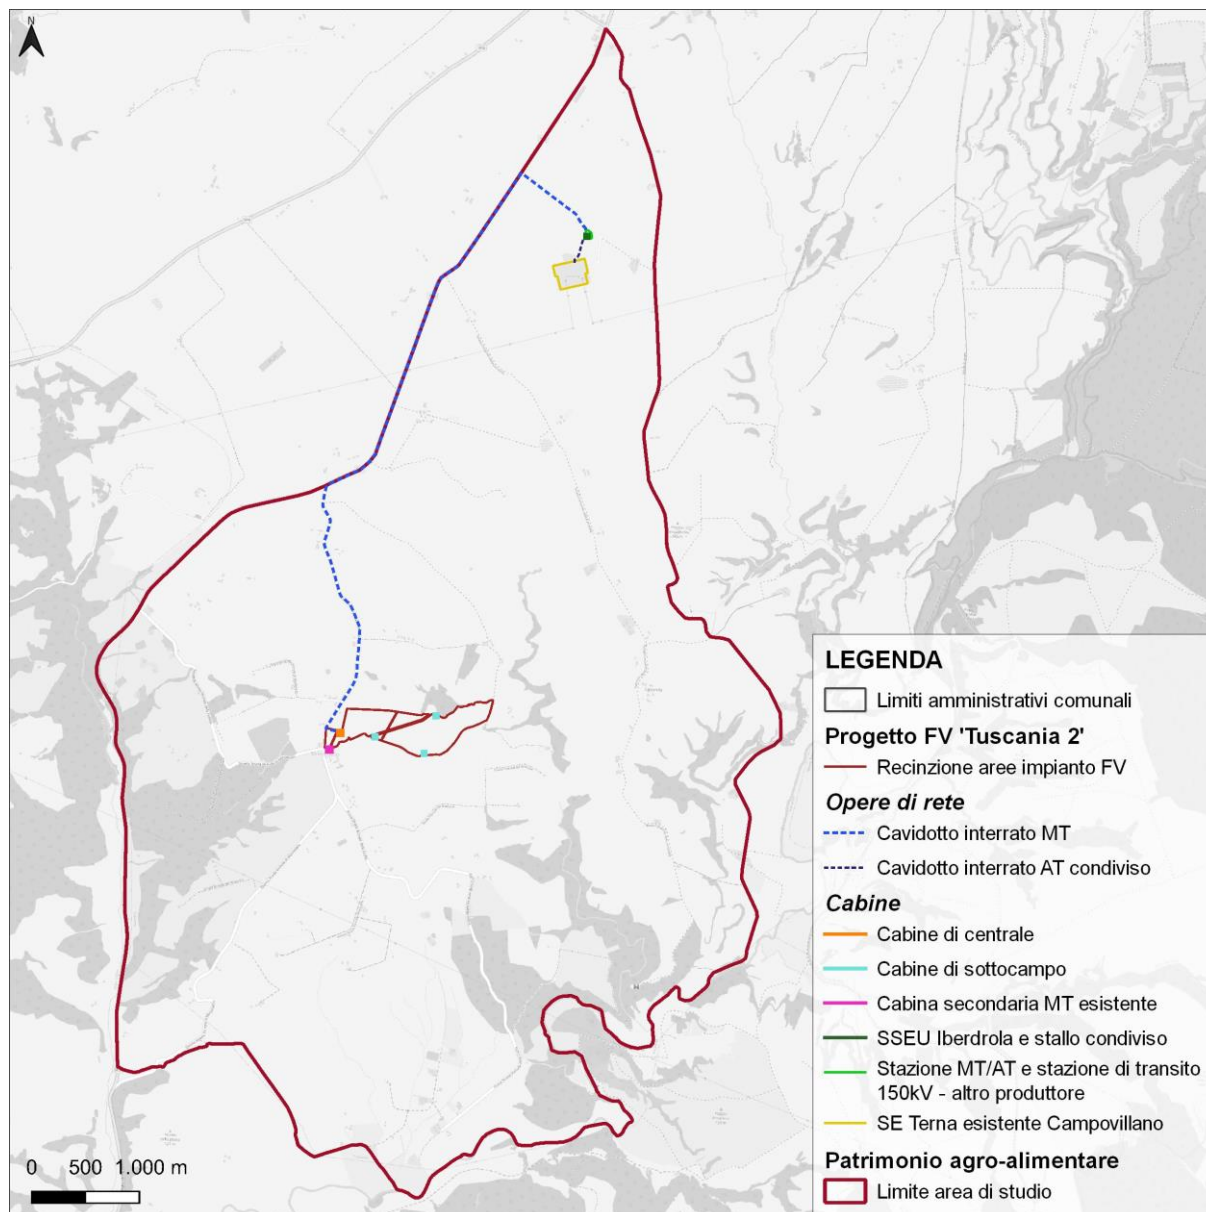 N
LEGENDA
Limiti amministrativi comunali
Progetto FV 'Tuscania 2'
Recinzione aree impianto FV
Opere di rete
Cavidotto interrato MT
Cavidotto interrato AT condiviso
Cabine
Cabine di centrale
Cabine di sottocampo
Cabina secondaria MT esistente
SSEU Iberdrola e stallo condiviso
Stazione MT/AT e stazione di transito
150kV - altro produttore
SE Terna esistente Campovillano
Patrimonio agro-alimentare
Limite area di studio
0 500 1.000 m